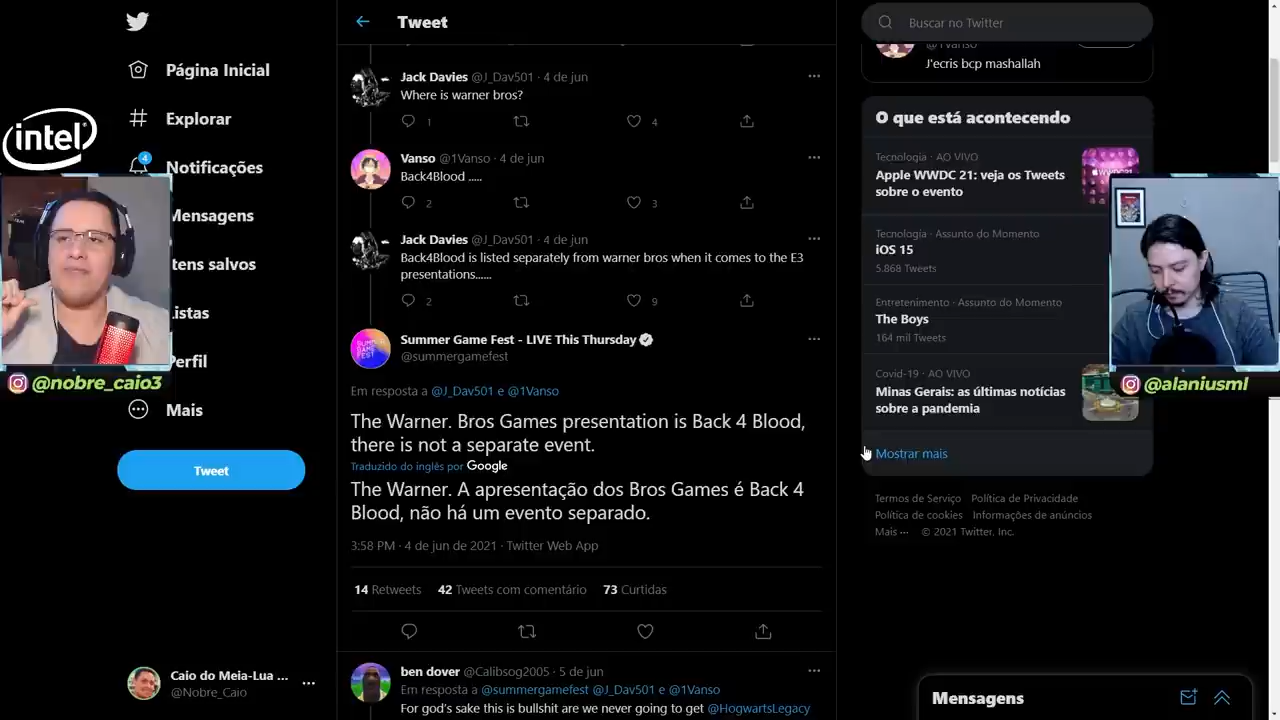 Tweet
Buscar no Twitter
Página Inicial
Explorar
4
Notificações
Mensagens
Itens salvos
Listas
Perfil
Mais
Tweet
Caio do Meia-Lua ...
@Nobre_Caio
intel
@nobre_caio3
Jack Davies @J_Dav501 · 4 de jun
Where is warner bros?
1
4
Vanso @1Vanso · 4 de jun
Back4Blood .....
2
3
Jack Davies @J_Dav501 · 4 de jun
Back4Blood is listed separately from warner bros when it comes to the E3
presentations......
2
9
SUMMER
GAME
FEST
Summer Game Fest - LIVE This Thursday
@summergamefest
Em resposta a @J_Dav501 e @1Vanso
The Warner. Bros Games presentation is Back 4 Blood,
there is not a separate event.
Traduzido do inglês por Google
The Warner. A apresentação dos Bros Games é Back 4
Blood, não há um evento separado.
3:58 PM · 4 de jun de 2021 · Twitter Web App
14 Retweets 42 Tweets com comentário 73 Curtidas
ben dover @Calibsog2005 · 5 de jun
Em resposta a @summergamefest @J_Dav501 e @1Vanso
For god's sake this is bullshit are we never going to get @HogwartsLegacy
@1Vanso
J'ecris bcp mashallah
O que está acontecendo
Tecnologia · AO VIVO
Apple WWDC 21: veja os Tweets
sobre o evento
Tecnologia · Assunto do Momento
iOS 15
5.868 Tweets
Entretenimento · Assunto do Momento
The Boys
164 mil Tweets
Covid-19 · AO VIVO
Minas Gerais: as últimas notícias
sobre a pandemia
Mostrar mais
Termos de Serviço Política de Privacidade
Política de cookies Informações de anúncios
Mais ··· © 2021 Twitter, Inc.
@alaniusml
Mensagens